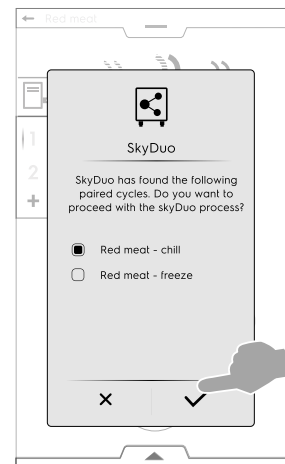 Red meat
1
2
+
SkyDuo
SkyDuo has found the following
paired cycles. Do you want to
proceed with the skyDuo process?
Red meat - chill
Red meat - freeze